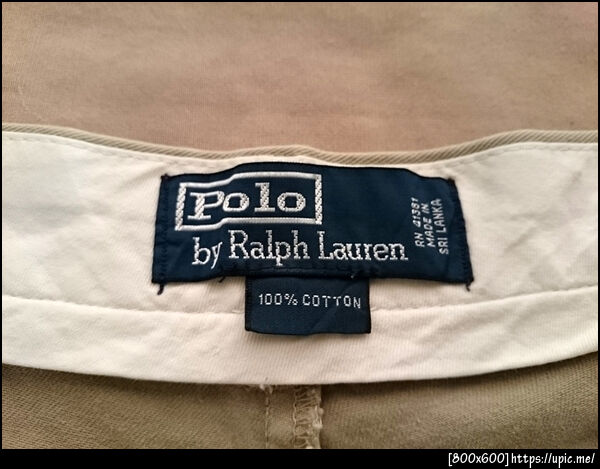 Polo
by Ralph Lauren
RN 41381
MADE IN
SRI LANKA
100% COTTON
[800x600]https://upic.me/